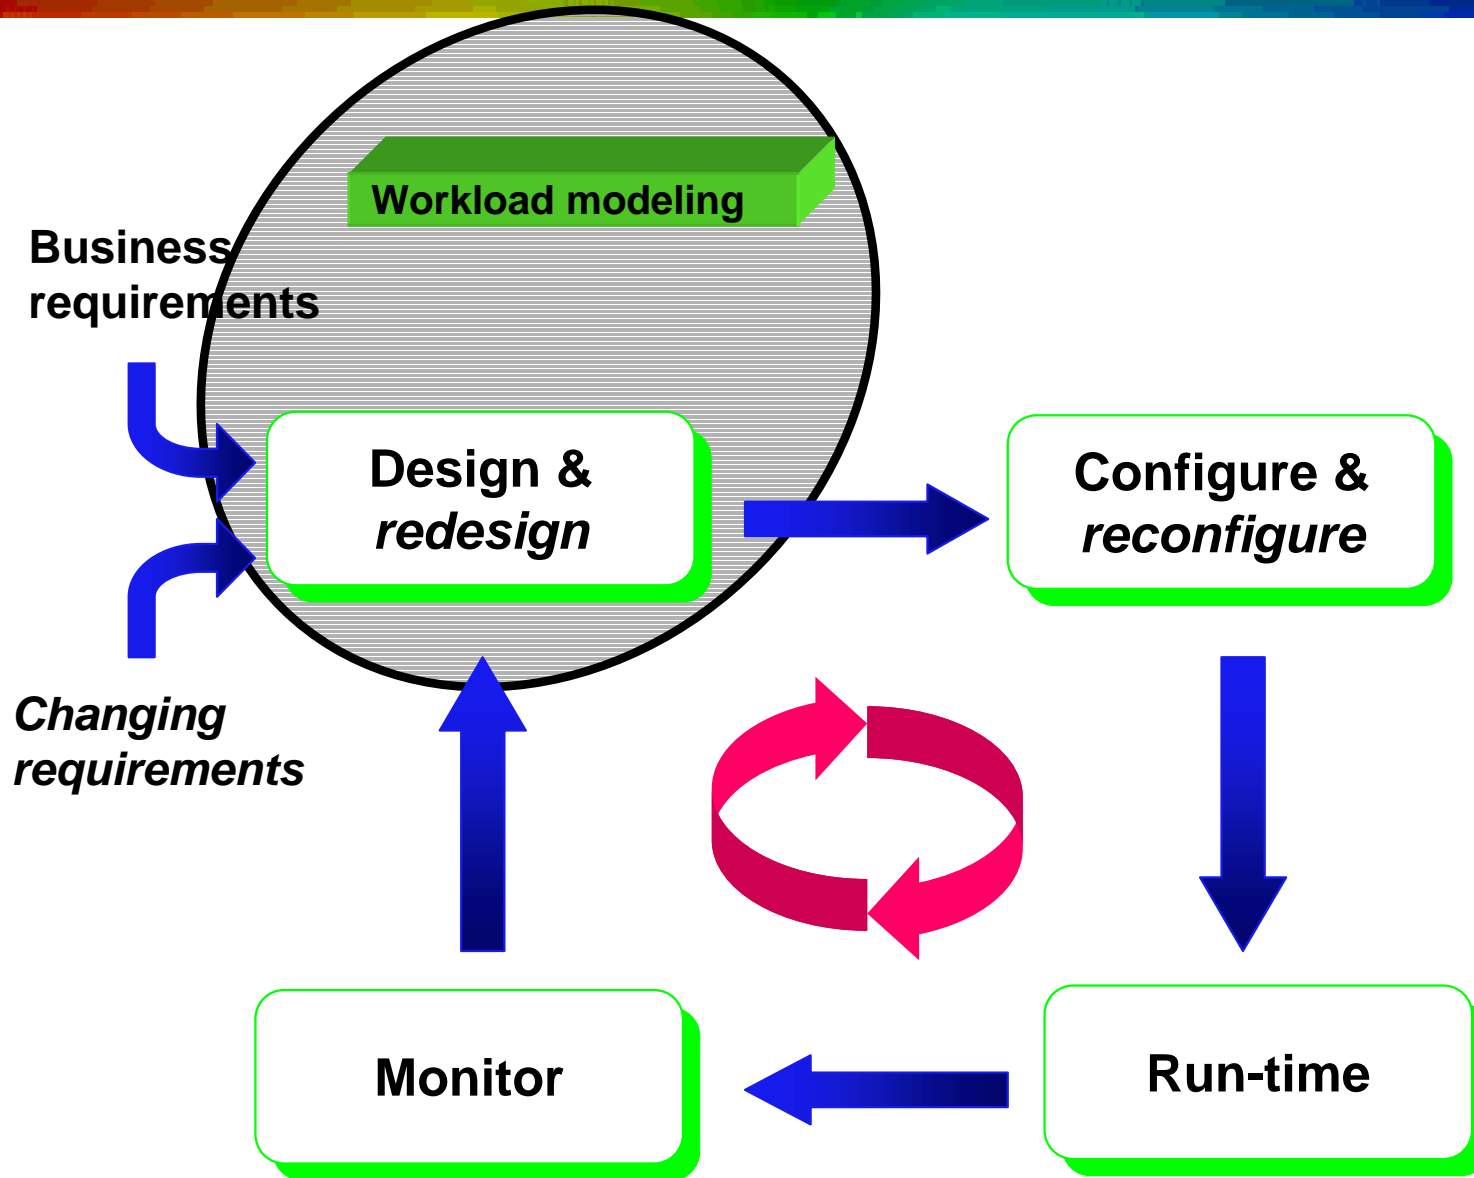 Workload modeling
Business
requirements
Design &
redesign
Configure &
reconfigure
Changing
requirements
Monitor
Run-time